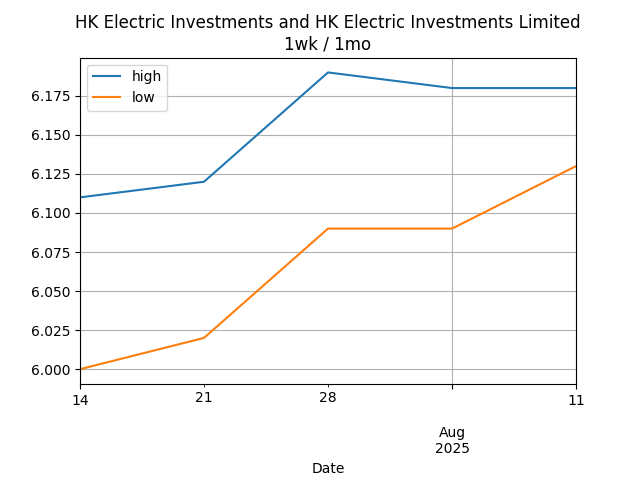 HK Electric Investments and HK Electric Investments Limited
1wk / 1mo
high
low
6.175
6.150
6.125
6.100
6.075
6.050
6.025
6.000
14
21
28
11
Aug
2025
Date